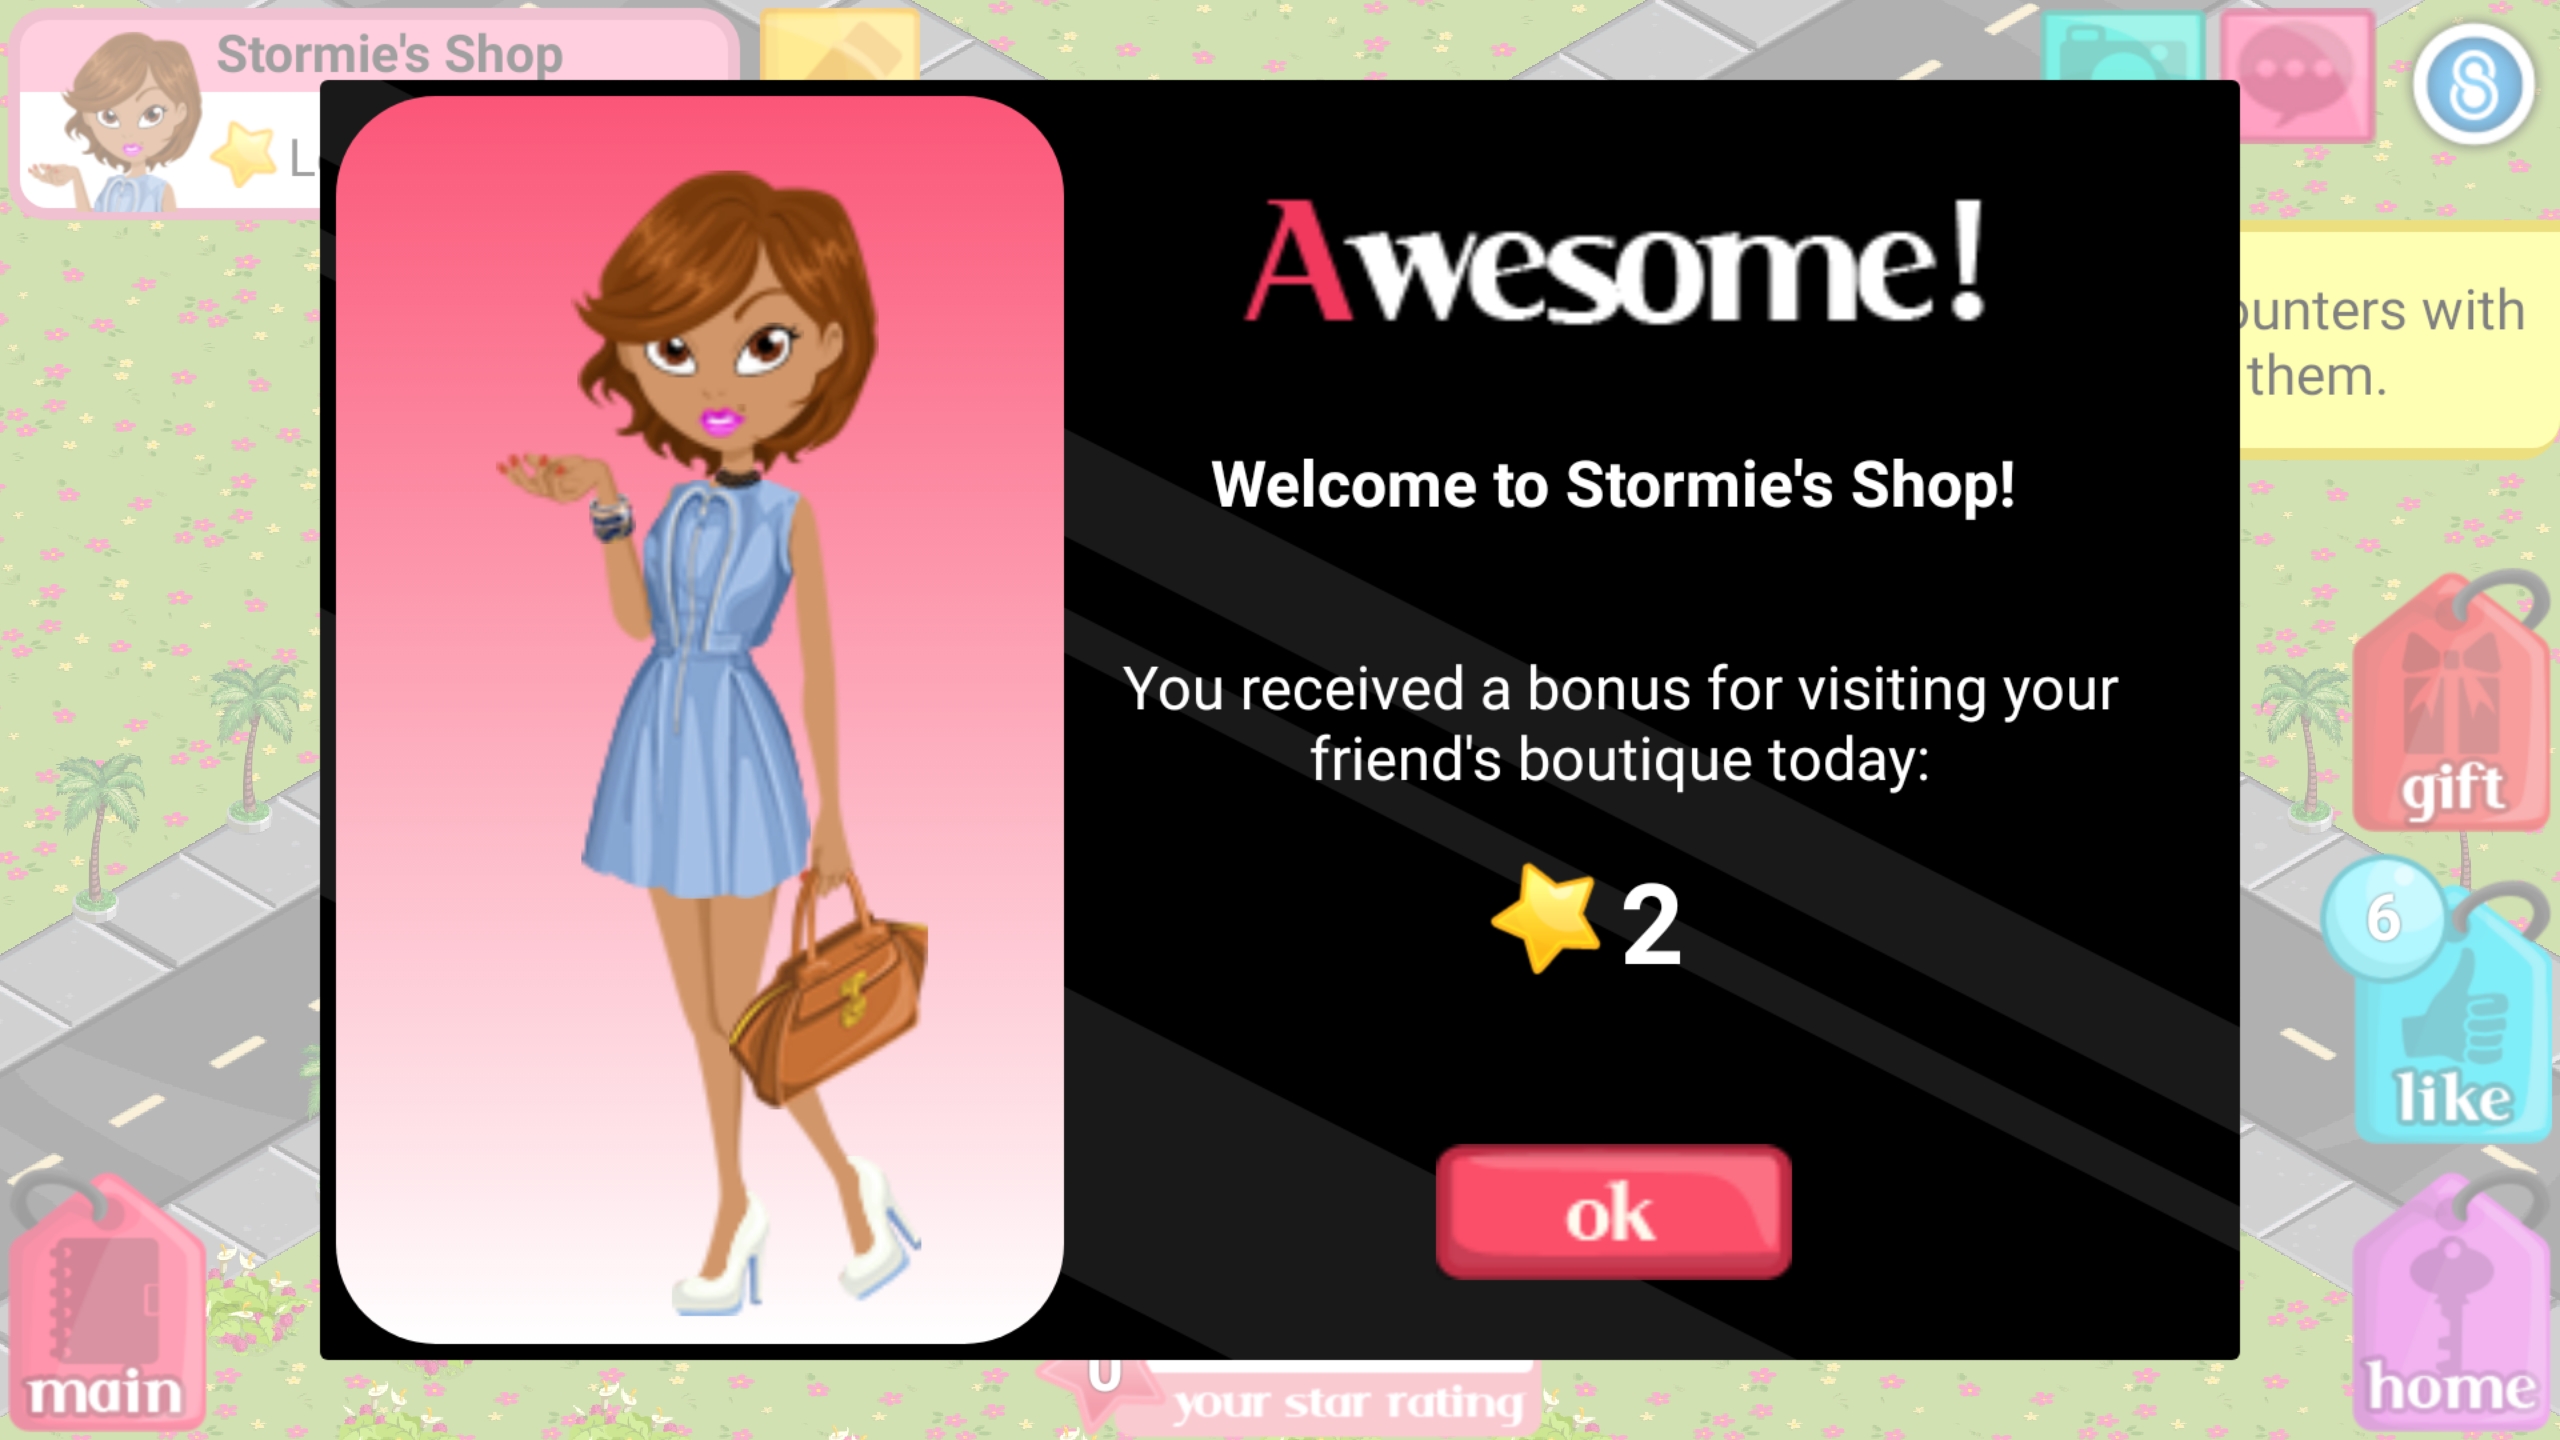 Stormie's Shop
Awesome!
Welcome to Stormie's Shop!
with
them.
You received a bonus for visiting your
friend's boutique today:
2
ok
gift
6
like
main
0
your star rating
home